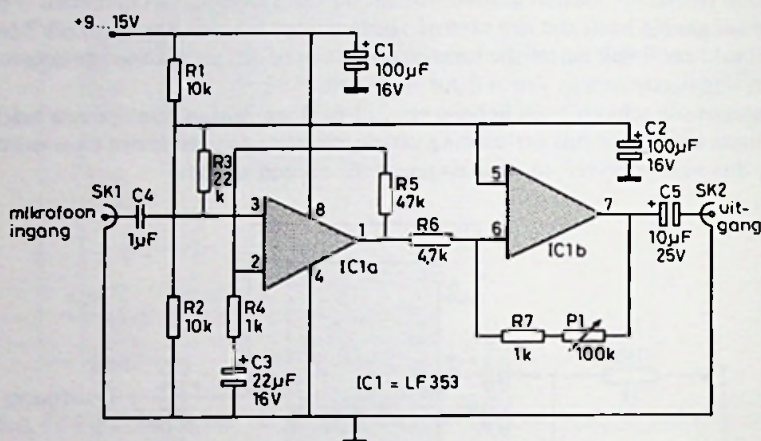 +9...15V
+ C1
100µF
16V
R1
10k
+ C2
100µF
16V
R3
22
k
R5
47k
SK1
C4
mikrofoon
ingang
1µF
3
8
2
4
1
IC1a
R6
4,7k
5
6
7
IC1b
+ C5
10µF
25V
SK2
uit-
gang
R2
10k
R4
1k
R7
1k
P1
100k
+ C3
22µF
16V
IC1 = LF353